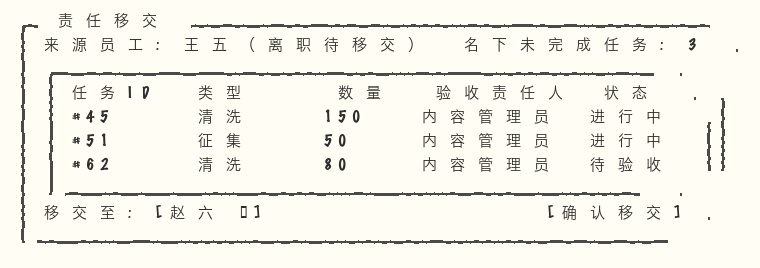 责任移交
来源员工: 王五(离职待移交) 名下未完成任务: 3
任务ID 类型 数量 验收责任人 状态
#45 清洗 150 内容管理员 进行中
#51 征集 50 内容管理员 进行中
#62 清洗 80 内容管理员 待验收
移交至: [赵六 ▯] [确认移交]